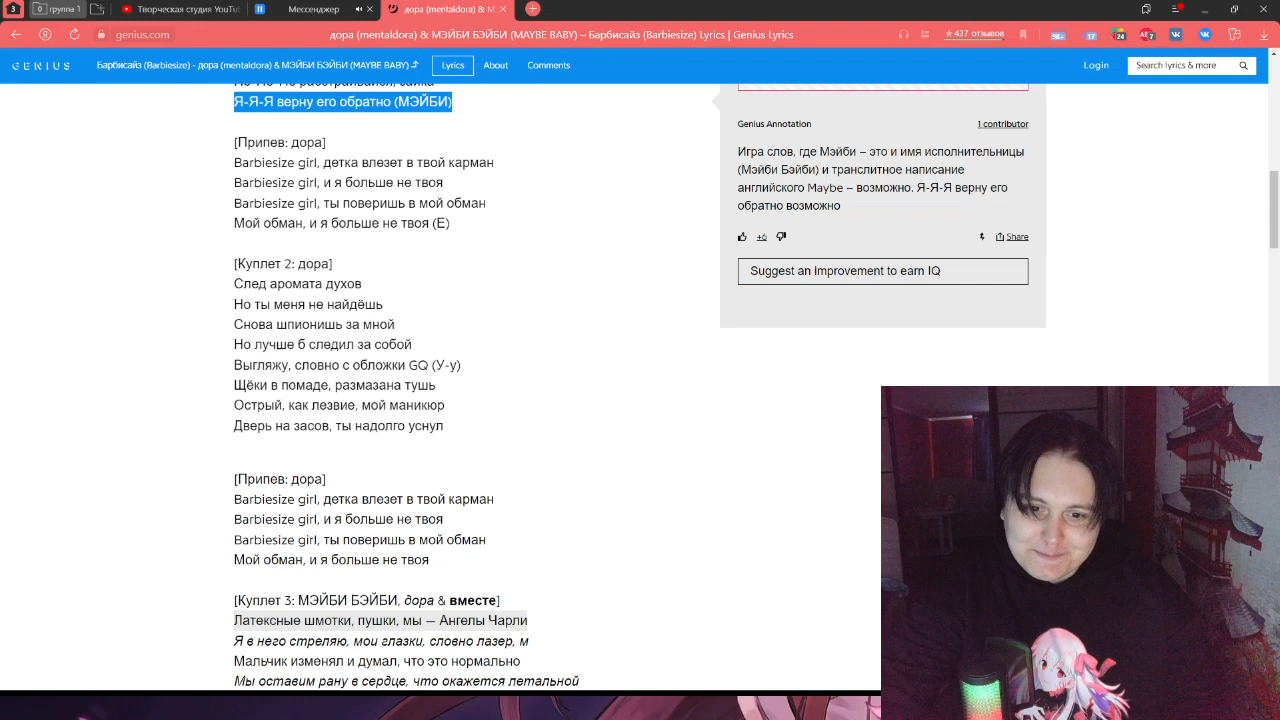 3
группа 1
Творческая студия YouTu
Мессенджер
дора (mentaldora) & М
genius.com
дора (mentaldora) & МЭЙБИ БЭЙБИ (MAYBE BABY) – Барбисайз (Barbiesize) Lyrics | Genius Lyrics
437 отзывов
GENIUS
Барбисайз (Barbiesize) - дора (mentaldora) & МЭЙБИ БЭЙБИ (MAYBE BABY)
Lyrics
About
Comments
Login
Search lyrics & more
Я-Я-Я верну его обратно (МЭЙБИ)
[Припев: дора]
Barbiesize girl, детка влезет в твой карман
Barbiesize girl, и я больше не твоя
Barbiesize girl, ты поверишь в мой обман
Мой обман, и я больше не твоя (Е)
[Куплет 2: дора]
След аромата духов
Но ты меня не найдёшь
Снова шпионишь за мной
Но лучше б следил за собой
Выгляжу, словно с обложки GQ (У-у)
Щёки в помаде, размазана тушь
Острый, как лезвие, мой маникюр
Дверь на засов, ты надолго уснул
[Припев: дора]
Barbiesize girl, детка влезет в твой карман
Barbiesize girl, и я больше не твоя
Barbiesize girl, ты поверишь в мой обман
Мой обман, и я больше не твоя
[Куплет 3: МЭЙБИ БЭЙБИ, дора & вместе]
Латексные шмотки, пушки, мы — Ангелы Чарли
Я в него стреляю, мои глазки, словно лазер, м
Мальчик изменял и думал, что это нормально
Мы оставим рану в сердце, что окажется летальной
Genius Annotation
1 contributor
Игра слов, где Мэйби – это и имя исполнительницы
(Мэйби Бэйби) и транслитное написание
английского Maybe – возможно. Я-Я-Я верну его
обратно возможно
+6
Share
Suggest an improvement to earn IQ